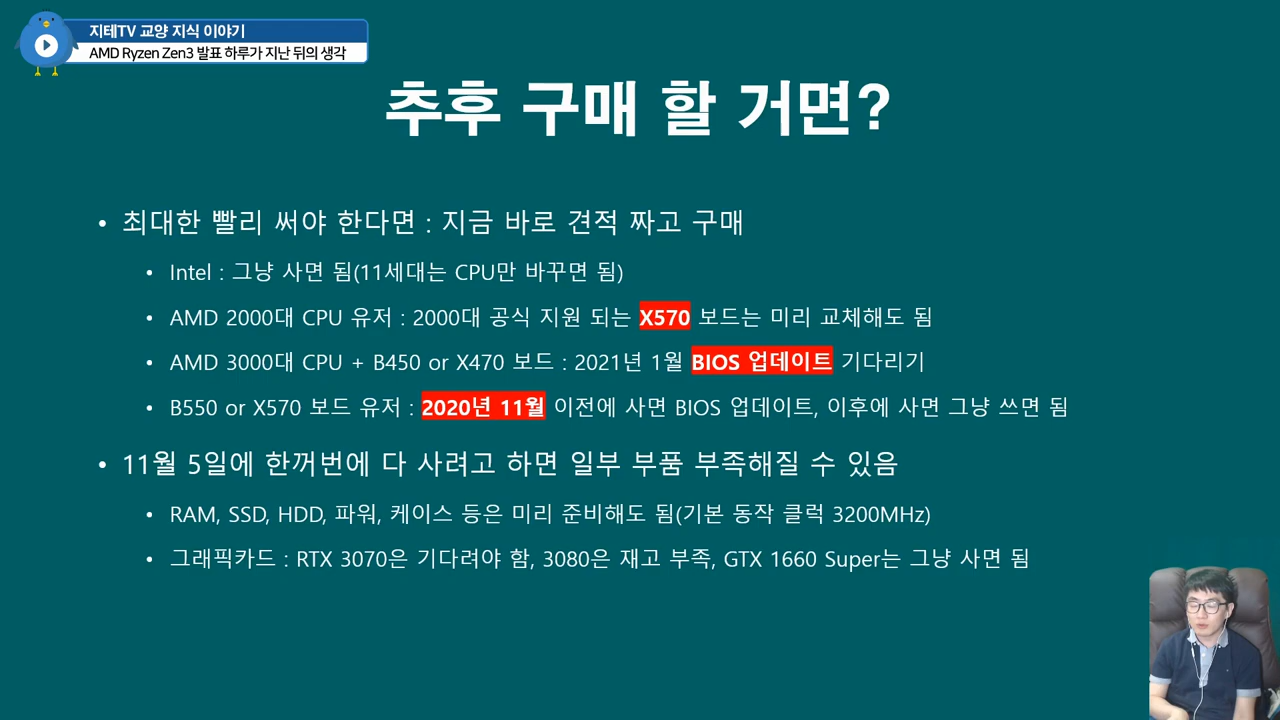 지테TV 교양 지식 이야기
AMD Ryzen Zen3 발표 하루가 지난 뒤의 생각
추후 구매 할 거면?
• 최대한 빨리 써야 한다면 : 지금 바로 견적 짜고 구매
• Intel : 그냥 사면 됨(11세대는 CPU만 바꾸면 됨)
• AMD 2000대 CPU 유저 : 2000대 공식 지원 되는 X570 보드는 미리 교체해도 됨
• AMD 3000대 CPU + B450 or X470 보드 : 2021년 1월 BIOS 업데이트 기다리기
• B550 or X570 보드 유저 : 2020년 11월 이전에 사면 BIOS 업데이트, 이후에 사면 그냥 쓰면 됨
• 11월 5일에 한꺼번에 다 사려고 하면 일부 부품 부족해질 수 있음
• RAM, SSD, HDD, 파워, 케이스 등은 미리 준비해도 됨(기본 동작 클럭 3200MHz)
• 그래픽카드 : RTX 3070은 기다려야 함, 3080은 재고 부족, GTX 1660 Super는 그냥 사면 됨